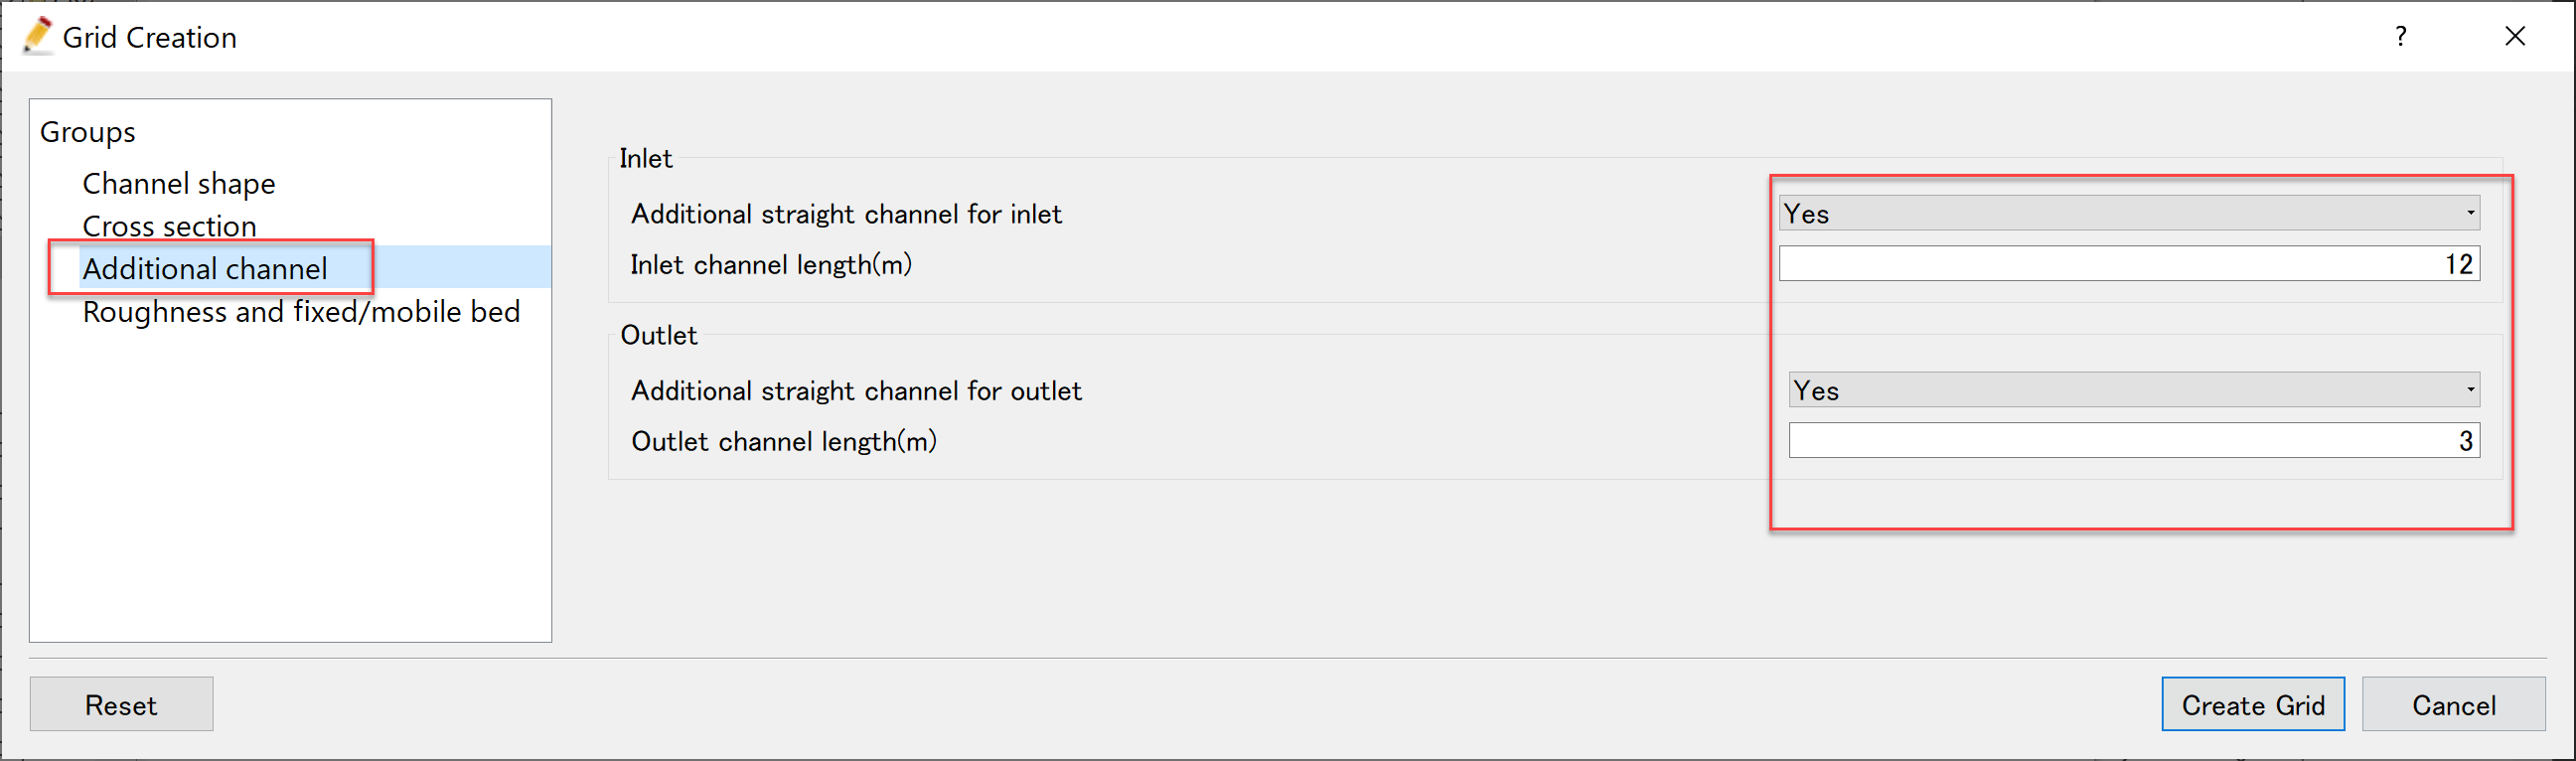 Grid Creation
?
Groups
Channel shape
Cross section
Additional channel
Roughness and fixed/mobile bed
Inlet
Additional straight channel for inlet
Yes
Inlet channel length(m)
12
Outlet
Additional straight channel for outlet
Yes
Outlet channel length(m)
3
Reset
Create Grid
Cancel